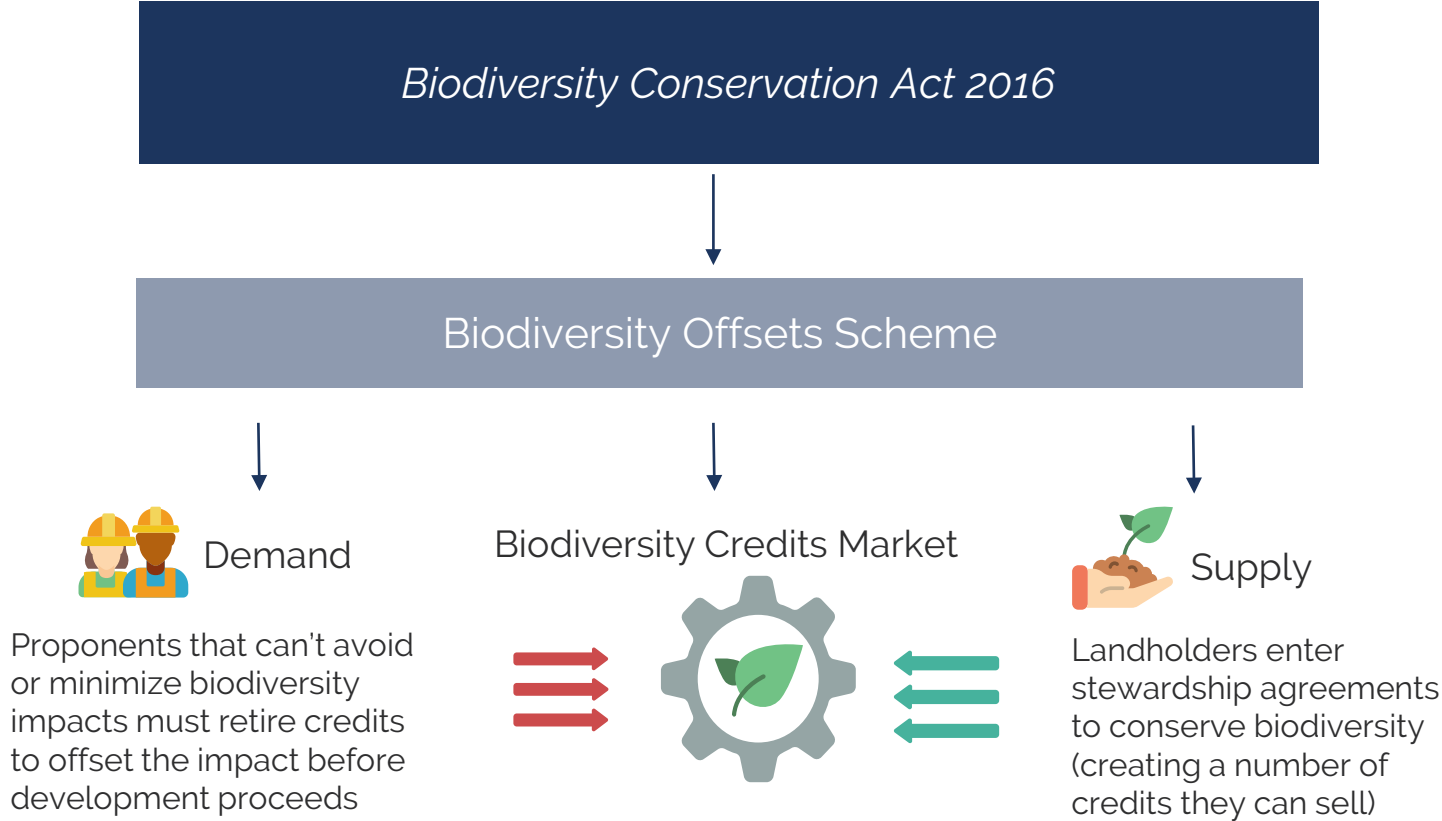 Biodiversity Conservation Act 2016
Biodiversity Offsets Scheme
Demand
Proponents that can't avoid
or minimize biodiversity
impacts must retire credits
to offset the impact before
development proceeds
Biodiversity Credits Market
Supply
Landholders enter
stewardship agreements
to conserve biodiversity
(creating a number of
credits they can sell)